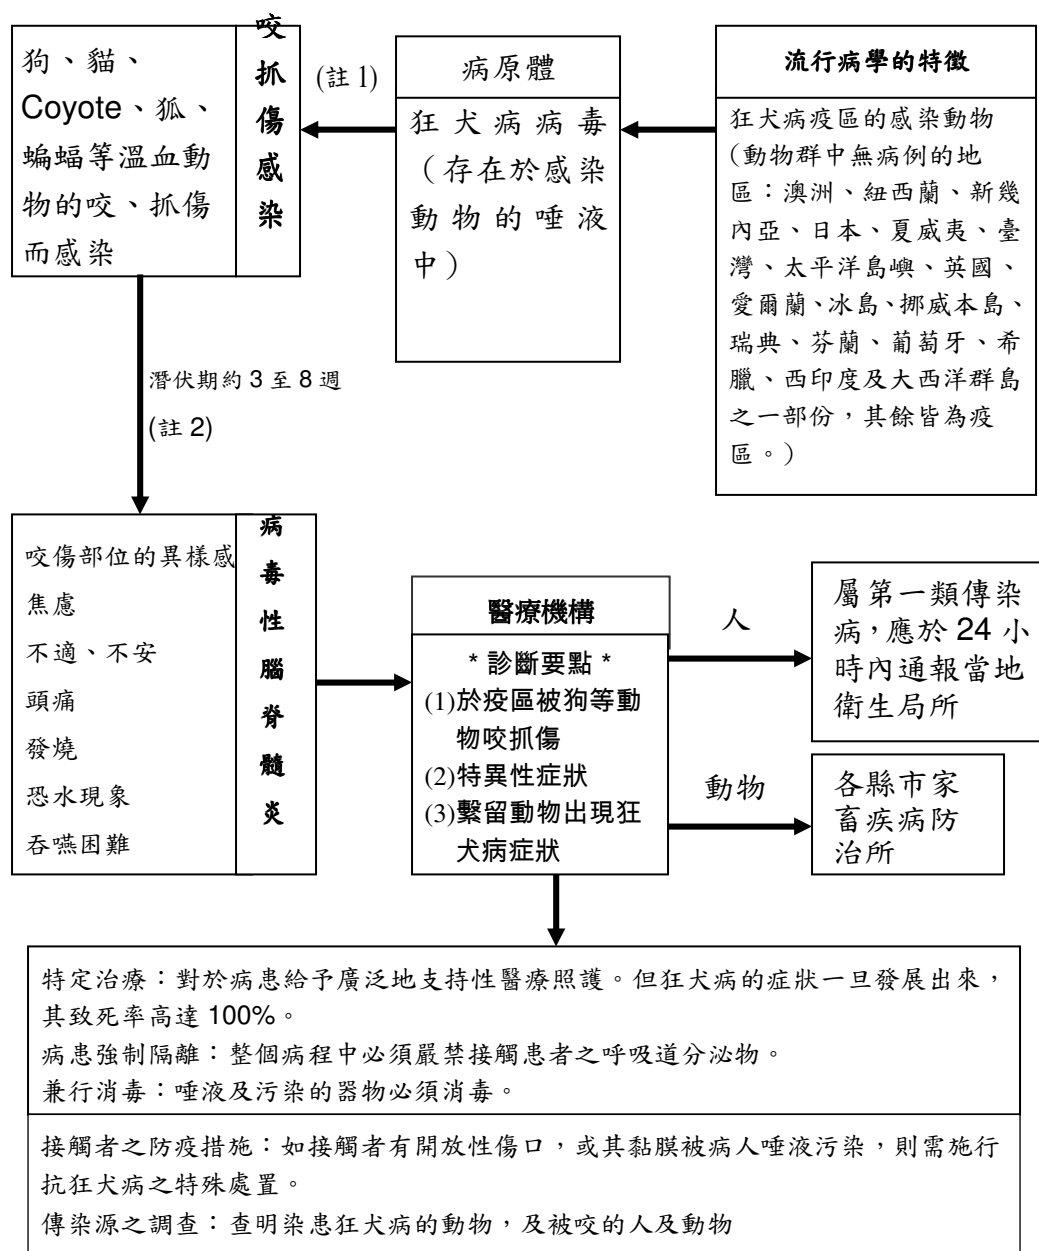 狗、貓、
Coyote、狐、
蝙蝠等溫血動
物的咬、抓傷
而感染
咬
抓
傷
感
染
(註 1)
病原體
狂犬病病毒
（存在於感染
動物的唾液
中）
流行病學的特徵
狂犬病疫區的感染動物
(動物群中無病例的地
區：澳洲、紐西蘭、新幾
內亞、日本、夏威夷、臺
灣、太平洋島嶼、英國、
愛爾蘭、冰島、挪威本島、
瑞典、芬蘭、葡萄牙、希
臘、西印度及大西洋群島
之一部份，其餘皆為疫
區。)
潛伏期約 3 至 8 週
(註 2)
咬傷部位的異樣感
焦慮
不適、不安
頭痛
發燒
恐水現象
吞嚥困難
病
毒
性
腦
脊
髓
炎
醫療機構
* 診斷要點 *
(1)於疫區被狗等動
物咬抓傷
(2)特異性症狀
(3)繫留動物出現狂
犬病症狀
人
屬第一類傳染
病，應於 24 小
時內通報當地
衛生局所
動物
各縣市家
畜疾病防
治所
特定治療：對於病患給予廣泛地支持性醫療照護。但狂犬病的症狀一旦發展出來，
其致死率高達 100%。
病患強制隔離：整個病程中必須嚴禁接觸患者之呼吸道分泌物。
兼行消毒：唾液及污染的器物必須消毒。
接觸者之防疫措施：如接觸者有開放性傷口，或其黏膜被病人唾液污染，則需施行
抗狂犬病之特殊處置。
傳染源之調查：查明染患狂犬病的動物，及被咬的人及動物